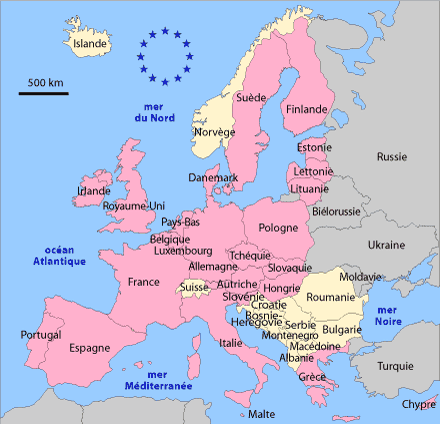 Islande
500 km
mer
du Nord
Suède
Finlande
Norvège
Estonie
Russie
Lettonie
Danemark
Lituanie
Irlande
Royaume-Uni
Biélorussie
Pays-Bas
Pologne
Belgique
Ukraine
océan
Atlantique
Luxembourg
Tchéquie
Allemagne
Slovaquie
Moldavie
France
Suisse
Autriche
Hongrie
Slovénie
Roumanie
Croatie
Bosnie-
Herégovie
Serbie
mer
Noire
Bulgarie
Montenegro
Portugal
Espagne
Italie
Macédoine
Albanie
Turquie
mer
Méditerranée
Grèce
Chypre
Malte